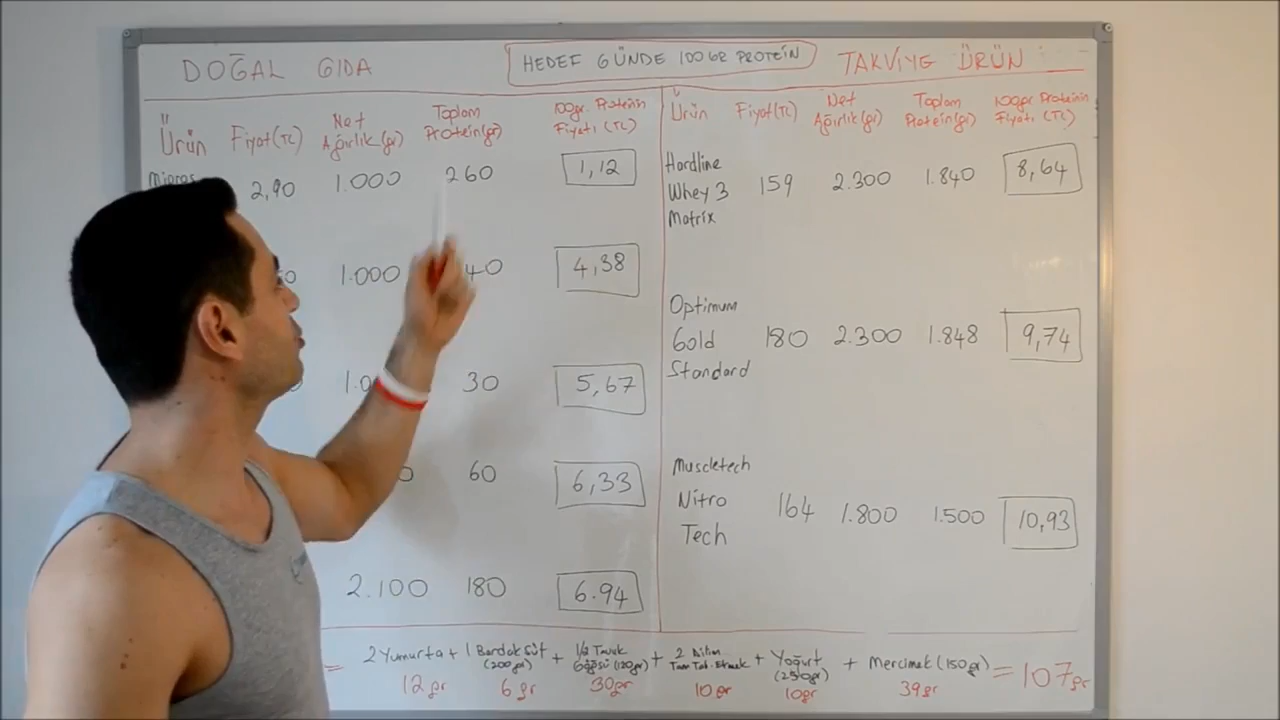 DOĞAL GIDA
HEDEF GÜNDE 100GR PROTEIN
TAKVİYE ÜRÜN
Ürün Fiyat(TL) Net Ağırlık(gr) Toplam Protein(gr) 100gr. Proteinin Fiyatı (TL)
Migros 2,90 1.000 260 1,12
1.000 40 4,38
30 5,67
60 6,33
2.100 180 6.94
Ürün Fiyat(TL) Net Ağırlık(gr) Toplam Protein(gr) 100gr Proteinin Fiyatı (TL)
Hardline
Whey 3 159 2.300 1.840 8,64
Matrix
Optimum
Gold 180 2.300 1.848 9,74
Standard
Muscletech
Nitro 164 1.800 1.500 10,93
Tech
= 2 Yumurta + 1 Bardak Süt (200gr) + 1/2 Tavuk Göğsü (120gr) + 2 Dilim Tam Tah. Ekmek + Yoğurt (250gr) + Mercimek (150gr) = 107gr
12gr 6gr 30gr 10gr 10gr 39gr